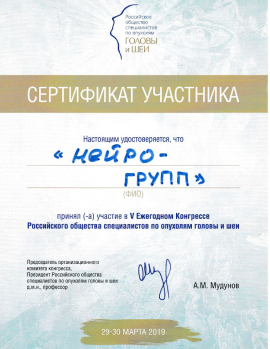 Российское
общество
специалистов
по опухолям
ГОЛОВЫ
и ШЕИ
СЕРТИФИКАТ УЧАСТНИКА
Настоящим удостоверяется, что
« НЕЙРО-
ГРУПП»
(ФИО)
принял (-а) участие в V Ежегодном Конгрессе
Российского общества специалистов по опухолям головы и шеи
Председатель организационного
комитета конгресса,
Президент Российского общества
специалистов по опухолям головы и шеи
д.м.н., профессор
А.М. Мудунов
29-30 МАРТА 2019